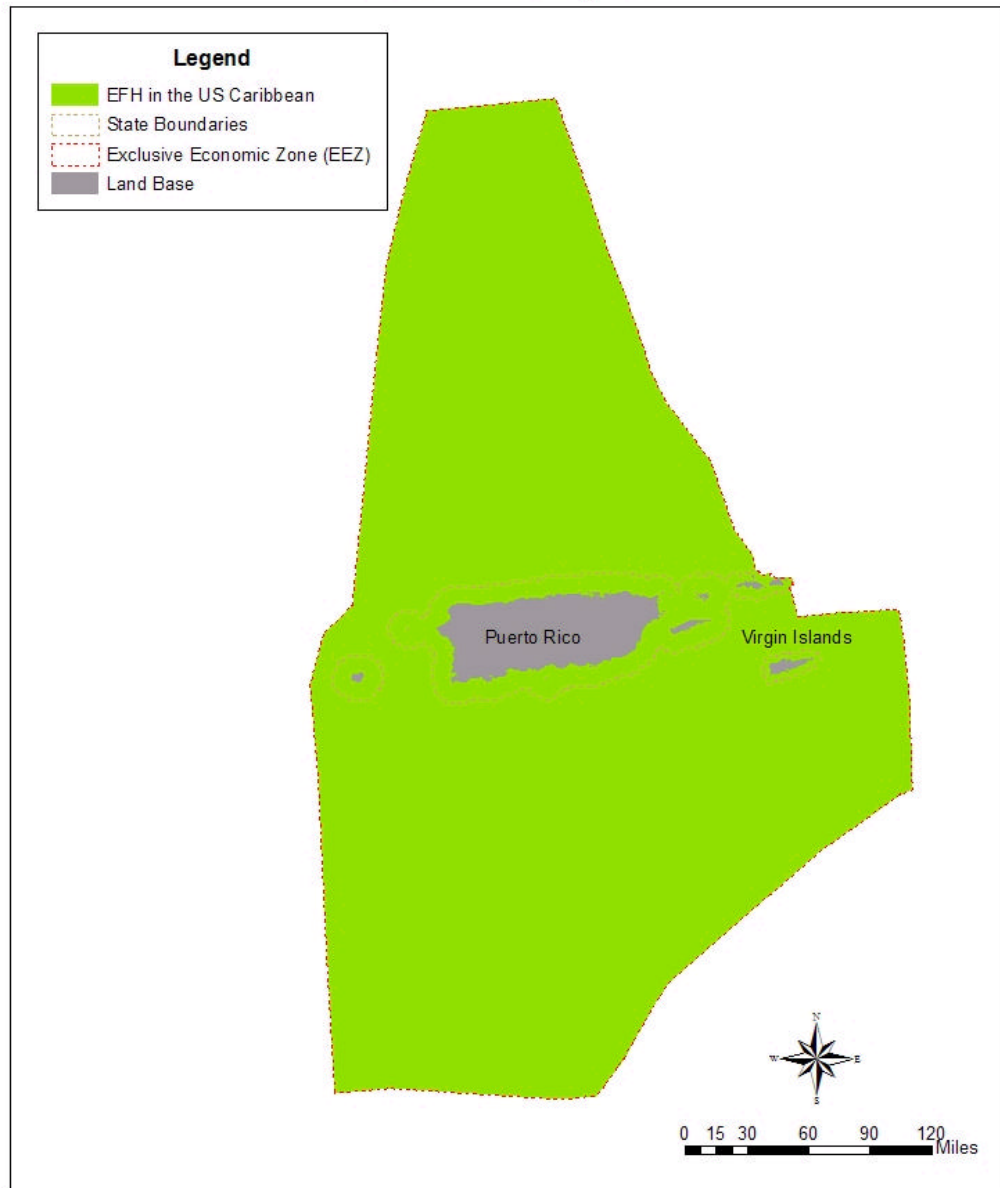 Legend
EFH in the US Caribbean
State Boundaries
Exclusive Economic Zone (EEZ)
Land Base
Puerto Rico
Virgin Islands
N
W E
S
0 15 30 60 90 120
Miles